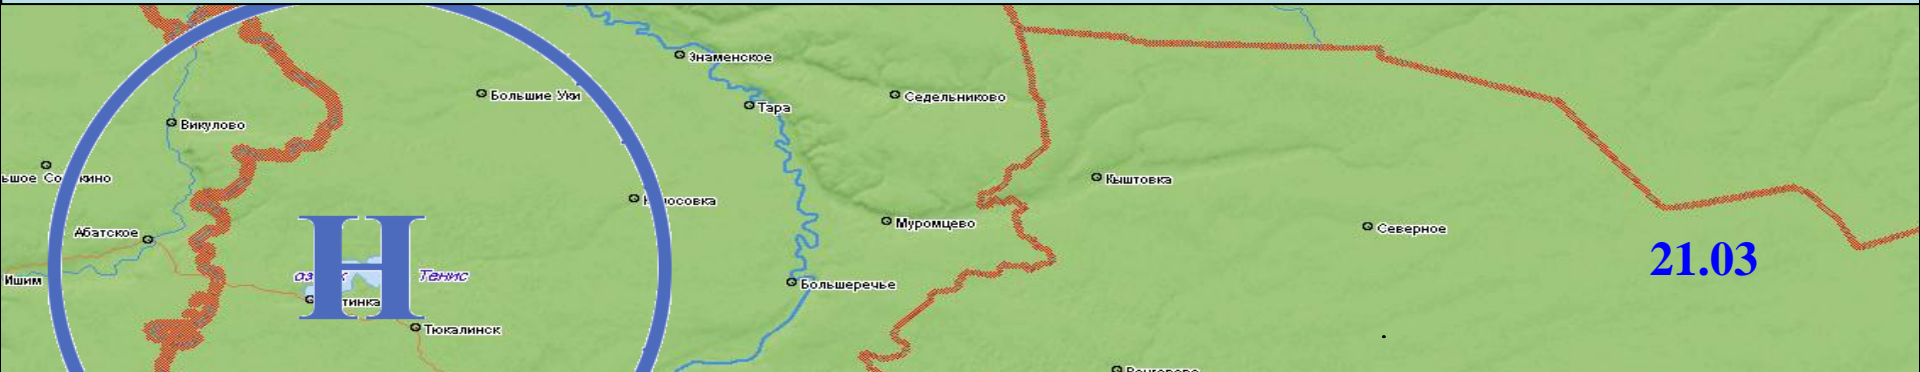 Знаменское
Большие Уки
Седельниково
Тара
Викулово
Кыштовка
Муромцево
Северное
Абатское
21.03
Н
Тенис
Ишим
Большеречье
Тюкалинск